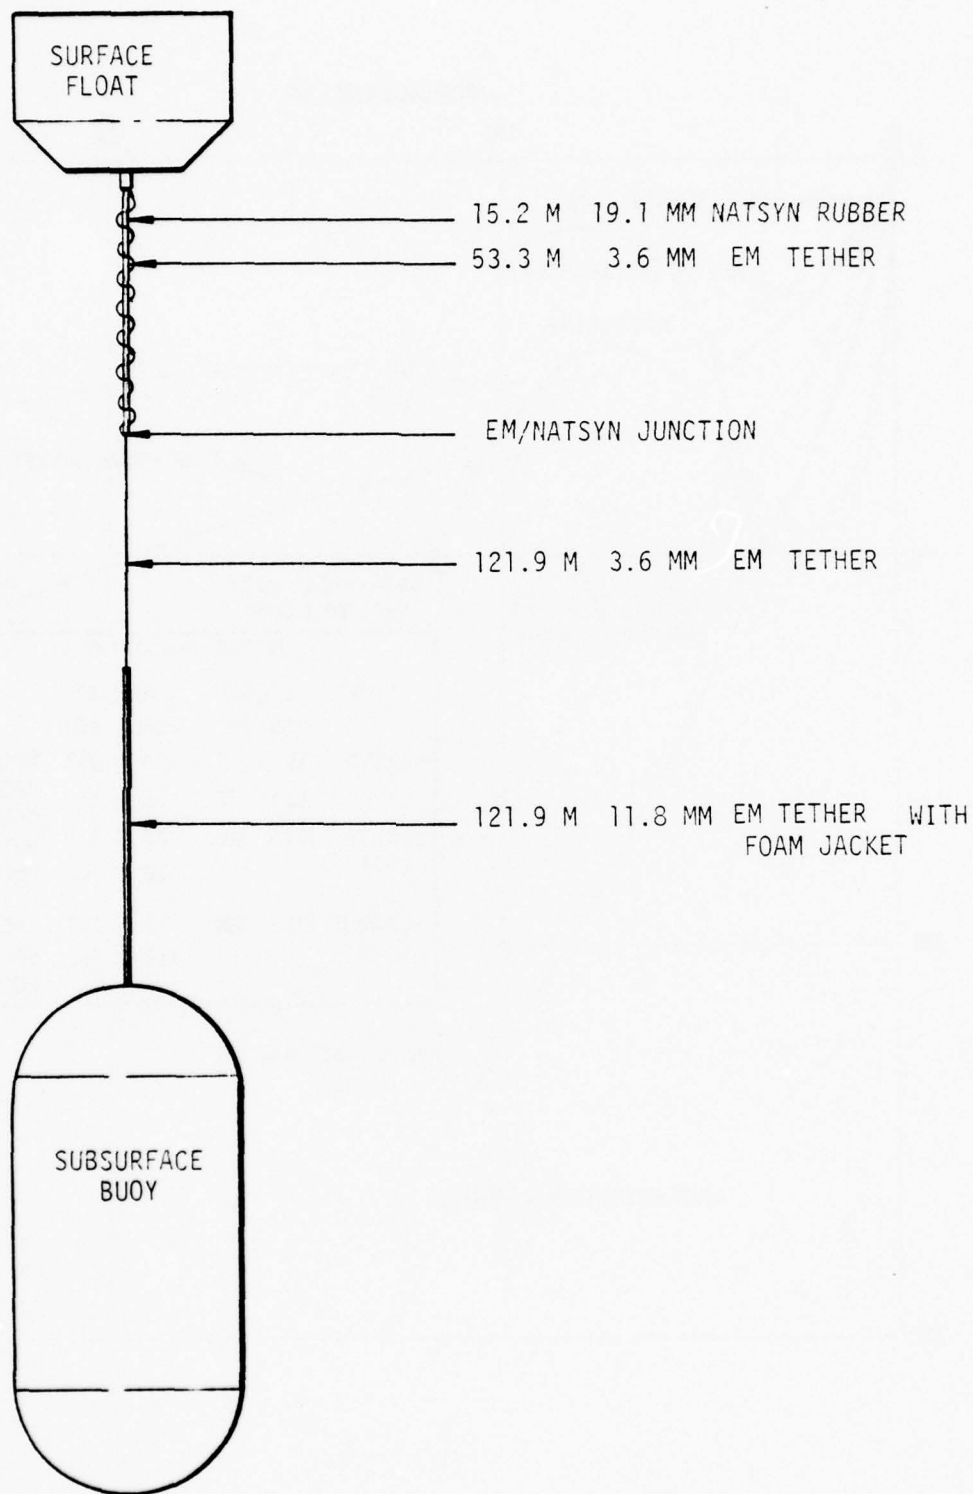 SURFACE
FLOAT
15.2 M 19.1 MM NATSYN RUBBER
53.3 M 3.6 MM EM TETHER
EM/NATSYN JUNCTION
121.9 M 3.6 MM EM TETHER
121.9 M 11.8 MM EM TETHER WITH
FOAM JACKET
SUBSURFACE
BUOY